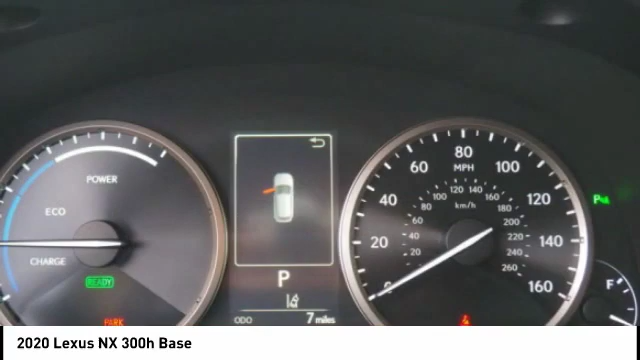 POWER
ECO
CHARGE
READY
PARK
P
ODO 7 miles
0 20 40 60 80 100 120 140 160
MPH
20 40 60 80 100 120 140 160 180 200 220 240 260
km/h
F
2020 Lexus NX 300h Base